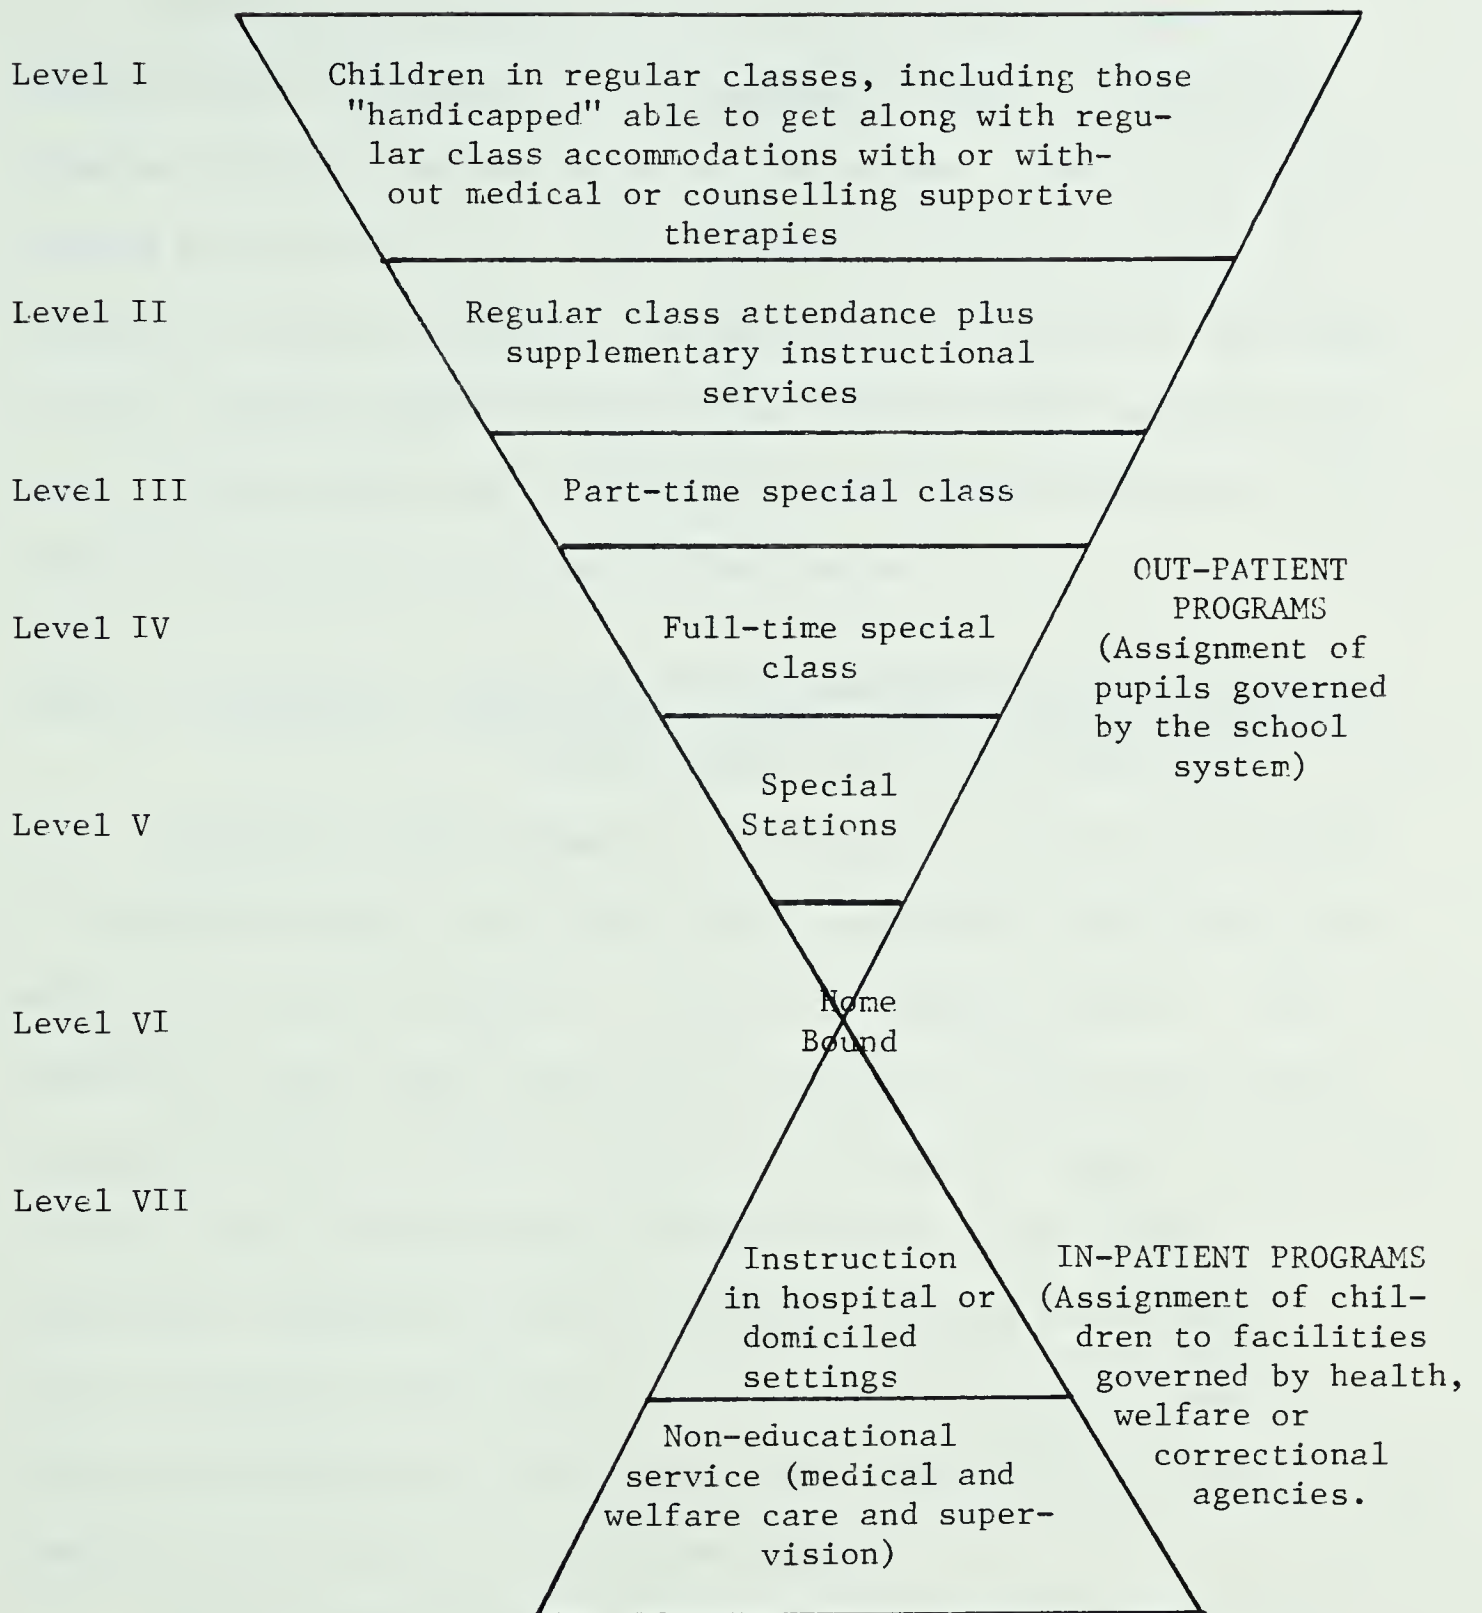 Level I
Children in regular classes, including those
"handicapped" able to get along with regu-
lar class accommodations with or with-
out medical or counselling supportive
therapies
Level II
Regular class attendance plus
supplementary instructional
services
Level III
Part-time special class
Level IV
Full-time special
class
OUT-PATIENT
PROGRAMS
(Assignment of
pupils governed
by the school
system)
Level V
Special
Stations
Level VI
Home
Bound
Level VII
Instruction
in hospital or
domiciled
settings
IN-PATIENT PROGRAMS
(Assignment of chil-
dren to facilities
governed by health,
welfare or
correctional
agencies.
Non-educational
service (medical and
welfare care and super-
vision)